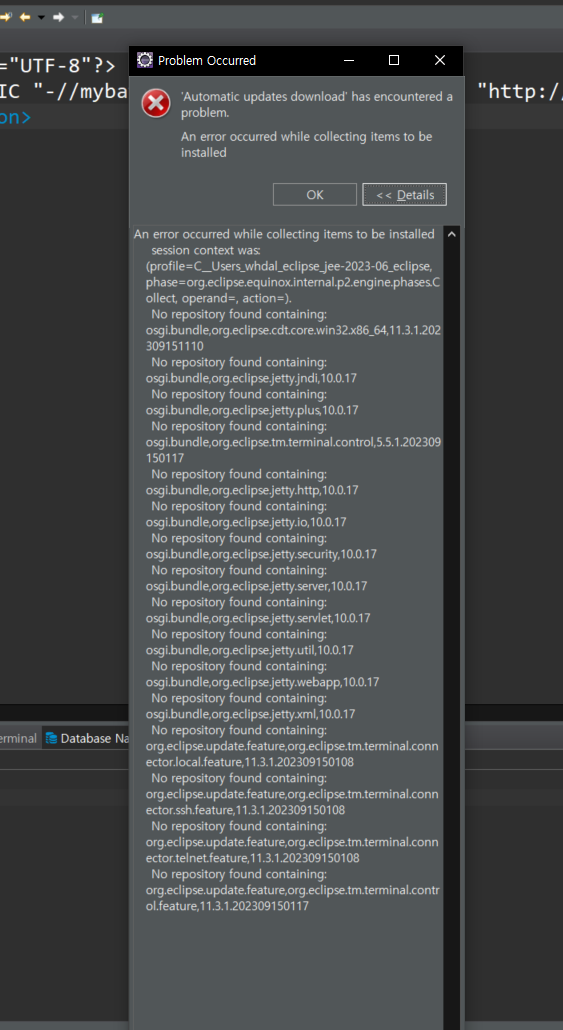 ="UTF-8"?>
Problem Occurred
IC "-//myba
"http://
on>
'Automatic updates download' has encountered a
problem.
An error occurred while collecting items to be
installed
OK
<< Details
An error occurred while collecting items to be installed
session context was:
(profile=C__Users_whdal_eclipse_jee-2023-06_eclipse,
phase=org.eclipse.equinox.internal.p2.engine.phases.C
ollect, operand=, action=).
No repository found containing:
osgi.bundle,org.eclipse.cdt.core.win32.x86_64,11.3.1.202
309151110
No repository found containing:
osgi.bundle,org.eclipse.jetty.jndi,10.0.17
No repository found containing:
osgi.bundle,org.eclipse.jetty.plus,10.0.17
No repository found containing:
osgi.bundle,org.eclipse.tm.terminal.control,5.5.1.202309
150117
No repository found containing:
osgi.bundle,org.eclipse.jetty.http,10.0.17
No repository found containing:
osgi.bundle,org.eclipse.jetty.io,10.0.17
No repository found containing:
osgi.bundle,org.eclipse.jetty.security,10.0.17
No repository found containing:
osgi.bundle,org.eclipse.jetty.server,10.0.17
No repository found containing:
osgi.bundle,org.eclipse.jetty.servlet,10.0.17
No repository found containing:
osgi.bundle,org.eclipse.jetty.util,10.0.17
No repository found containing:
osgi.bundle,org.eclipse.jetty.webapp,10.0.17
No repository found containing:
osgi.bundle,org.eclipse.jetty.xml,10.0.17
No repository found containing:
org.eclipse.update.feature,org.eclipse.tm.terminal.conn
ector.local.feature,11.3.1.202309150108
No repository found containing:
org.eclipse.update.feature,org.eclipse.tm.terminal.conn
ector.ssh.feature,11.3.1.202309150108
No repository found containing:
org.eclipse.update.feature,org.eclipse.tm.terminal.conn
ector.telnet.feature,11.3.1.202309150108
No repository found containing:
org.eclipse.update.feature,org.eclipse.tm.terminal.contr
ol.feature,11.3.1.202309150117
erminal
Database Na